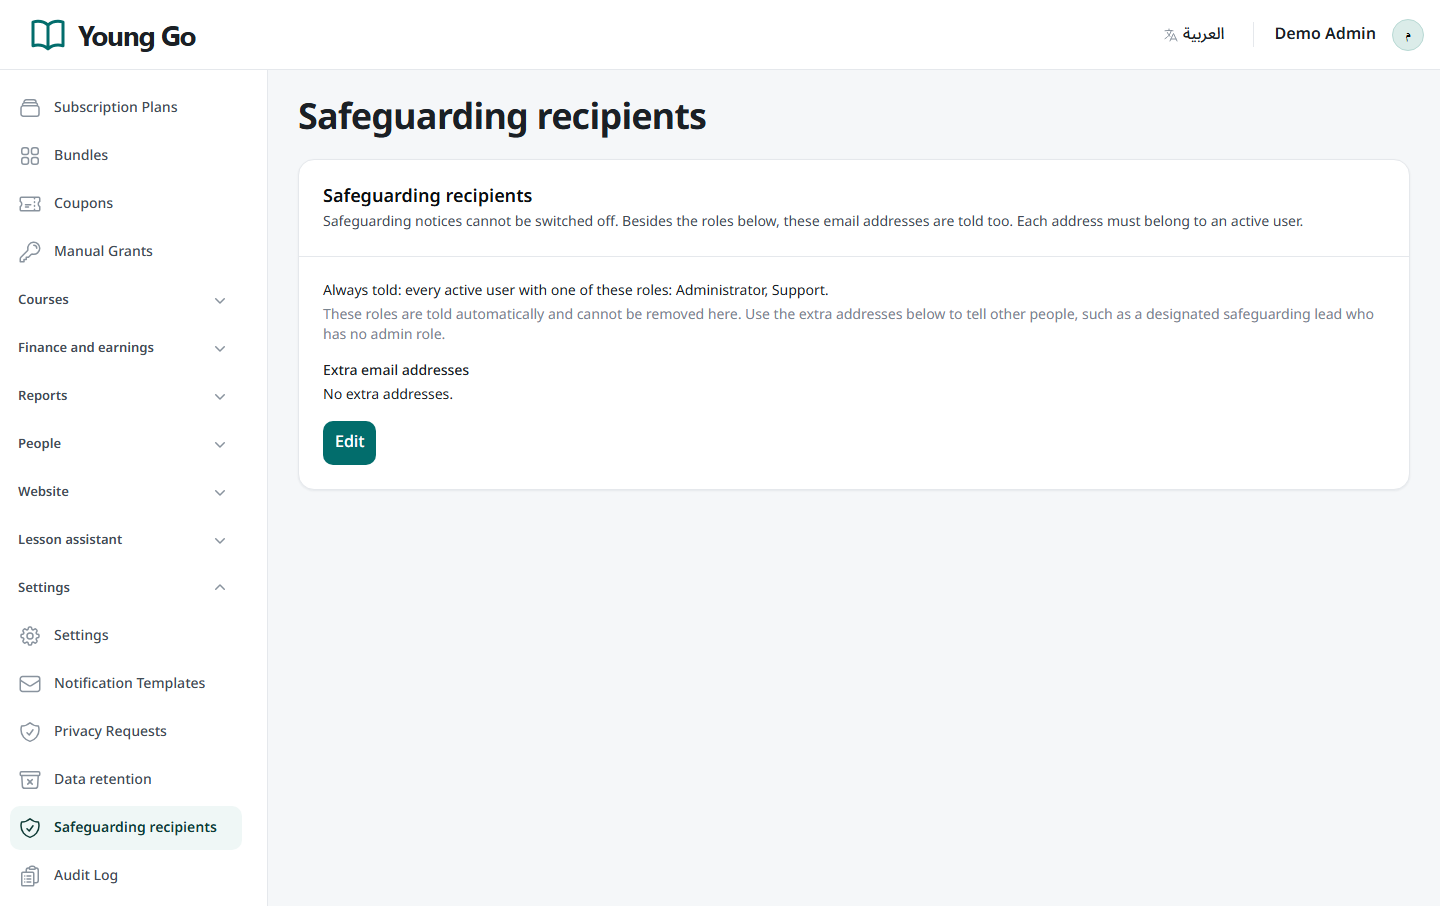 Young Go
العربية
Demo Admin
م
Subscription Plans
Bundles
Coupons
Manual Grants
Courses
Finance and earnings
Reports
People
Website
Lesson assistant
Settings
Settings
Notification Templates
Privacy Requests
Data retention
Safeguarding recipients
Audit Log
Safeguarding recipients
Safeguarding recipients
Safeguarding notices cannot be switched off. Besides the roles below, these email addresses are told too. Each address must belong to an active user.
Always told: every active user with one of these roles: Administrator, Support.
These roles are told automatically and cannot be removed here. Use the extra addresses below to tell other people, such as a designated safeguarding lead who
has no admin role.
Extra email addresses
No extra addresses.
Edit